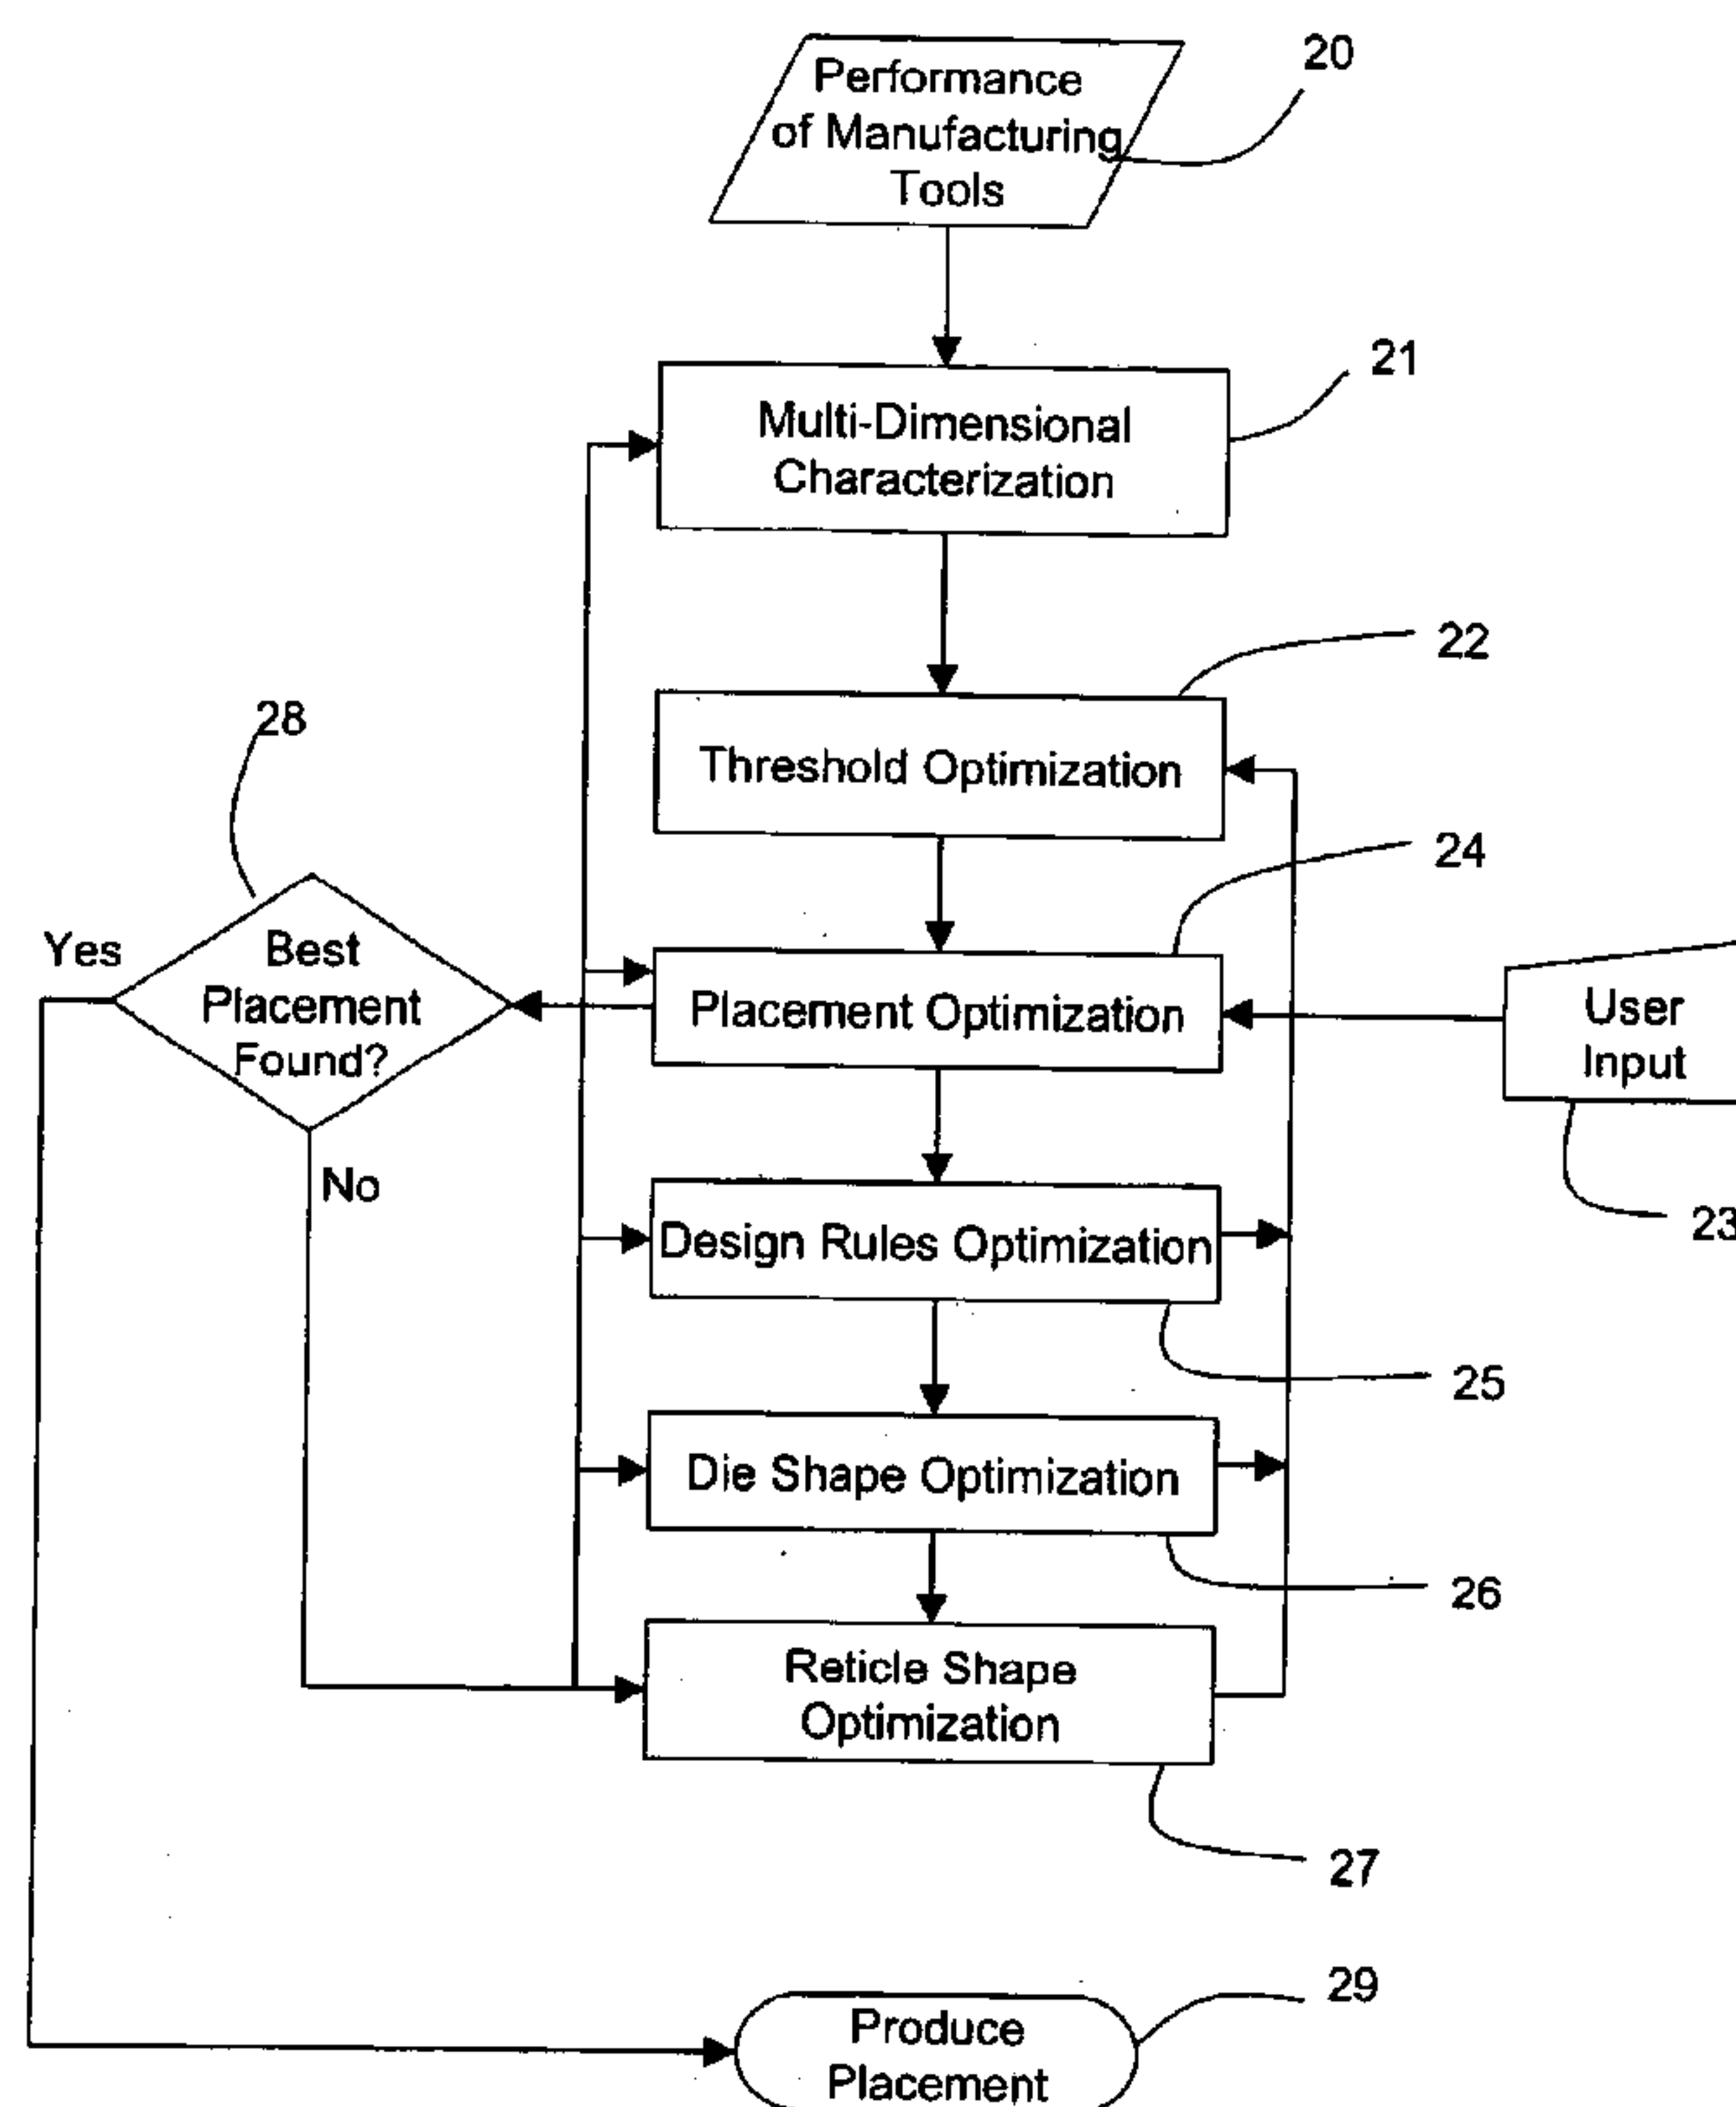 Performance
of Manufacturing
Tools
20
Multi-Dimensional
Characterization
21
Threshold Optimization
22
28
24
Yes
Best
Placement
Found?
Placement Optimization
User
Input
No
23
Design Rules Optimization
25
Die Shape Optimization
26
Reticle Shape
Optimization
27
Produce
Placement
29